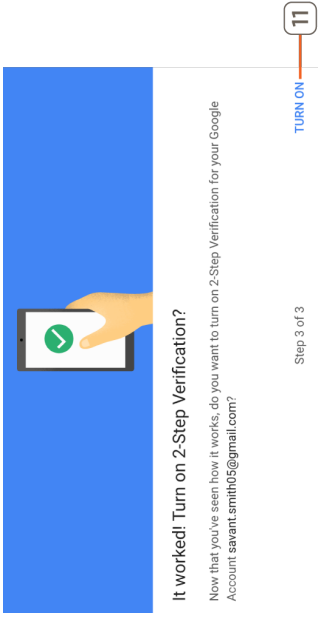 It worked! Turn on 2-Step Verification?
Now that you've seen how it works, do you want to turn on 2-Step Verification for your Google
Account savant.smith05@gmail.com?
Step 3 of 3
TURN ON
11